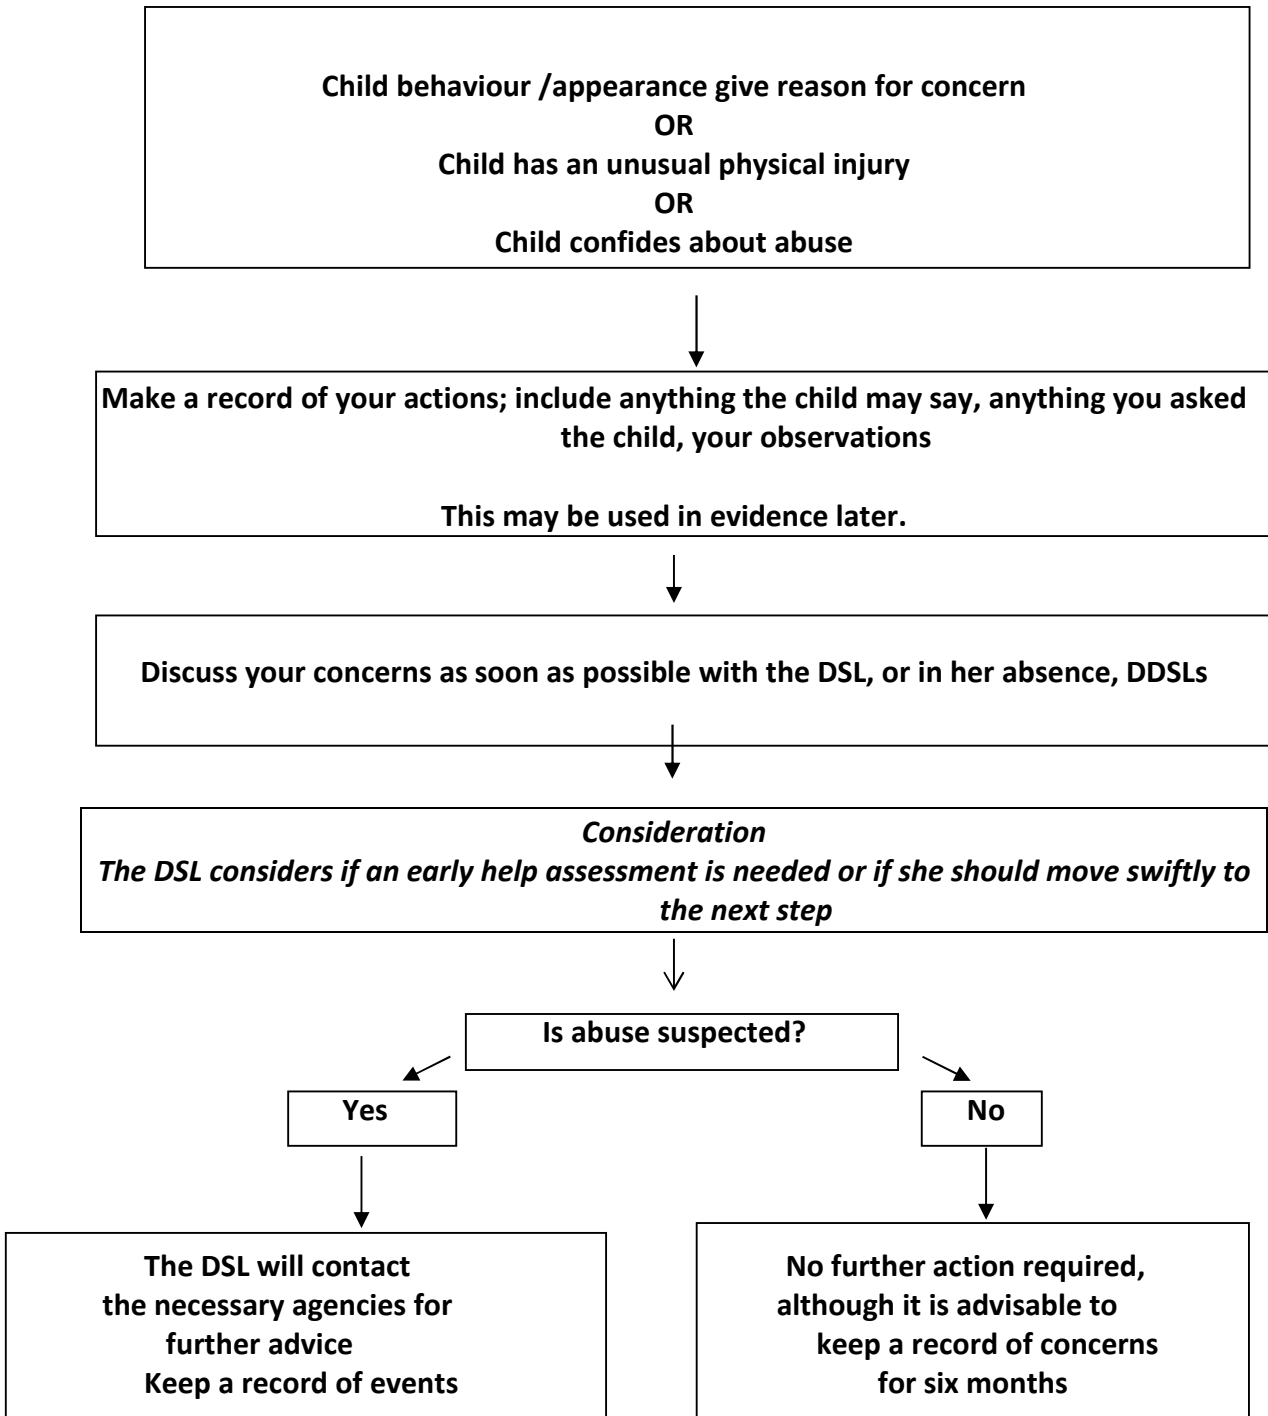 Child behaviour /appearance give reason for concern
OR
Child has an unusual physical injury
OR
Child confides about abuse
Make a record of your actions; include anything the child may say, anything you asked
the child, your observations
This may be used in evidence later.
Discuss your concerns as soon as possible with the DSL, or in her absence, DDSLs
Consideration
The DSL considers if an early help assessment is needed or if she should move swiftly to
the next step
Is abuse suspected?
Yes
No
The DSL will contact
the necessary agencies for
further advice
Keep a record of events
No further action required,
although it is advisable to
keep a record of concerns
for six months